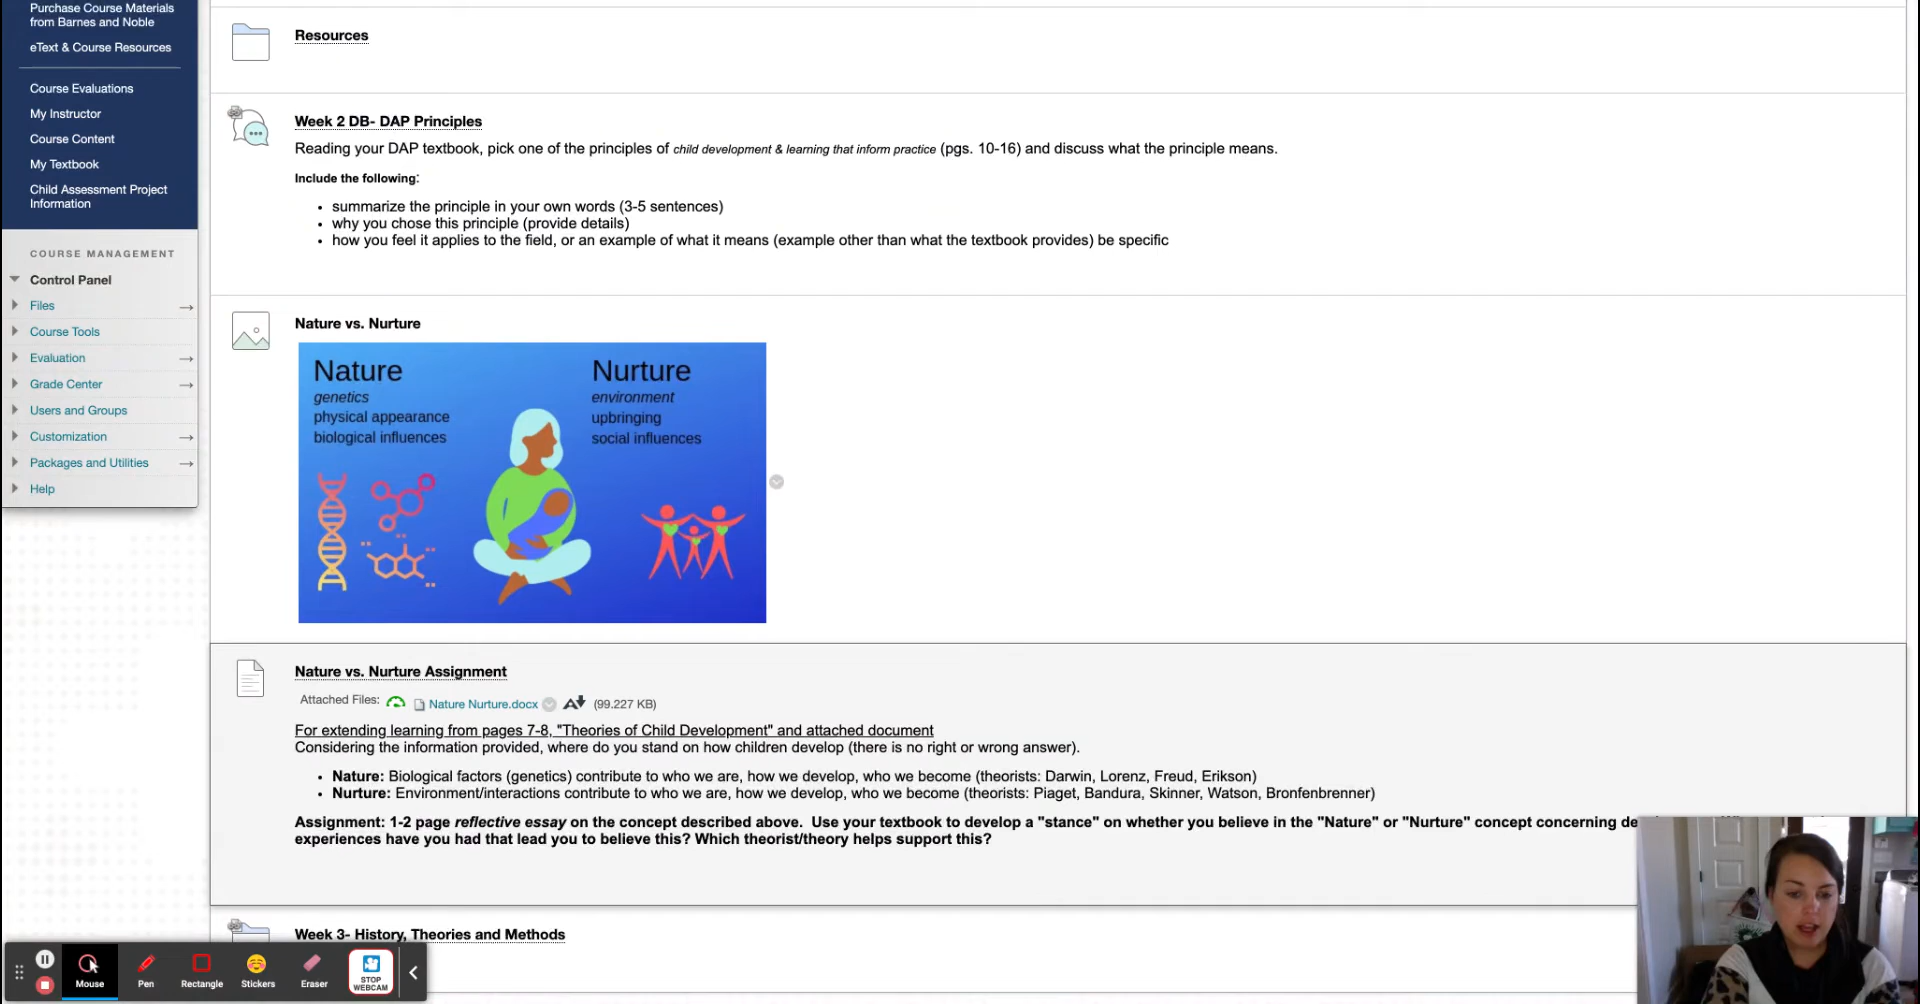 Purchase Course Materials
from Barnes and Noble
eText & Course Resources
Course Evaluations
My Instructor
Course Content
My Textbook
Child Assessment Project
Information
COURSE MANAGEMENT
Control Panel
Files
Course Tools
Evaluation
Grade Center
Users and Groups
Customization
Packages and Utilities
Help
Resources
Week 2 DB- DAP Principles
Reading your DAP textbook, pick one of the principles of child development & learning that inform practice (pgs. 10-16) and discuss what the principle means.
Include the following:
summarize the principle in your own words (3-5 sentences)
why you chose this principle (provide details)
how you feel it applies to the field, or an example of what it means (example other than what the textbook provides) be specific
Nature vs. Nurture
Nature
genetics
physical appearance
biological influences
Nurture
environment
upbringing
social influences
Nature vs. Nurture Assignment
Attached Files: Nature Nurture.docx (99.227 KB)
For extending learning from pages 7-8, "Theories of Child Development" and attached document
Considering the information provided, where do you stand on how children develop (there is no right or wrong answer).
Nature: Biological factors (genetics) contribute to who we are, how we develop, who we become (theorists: Darwin, Lorenz, Freud, Erikson)
Nurture: Environment/interactions contribute to who we are, how we develop, who we become (theorists: Piaget, Bandura, Skinner, Watson, Bronfenbrenner)
Assignment: 1-2 page reflective essay on the concept described above. Use your textbook to develop a "stance" on whether you believe in the "Nature" or "Nurture" concept concerning de
experiences have you had that lead you to believe this? Which theorist/theory helps support this?
Week 3- History, Theories and Methods
Mouse
Pen
Rectangle
Stickers
Eraser
STOP
WEBCAM